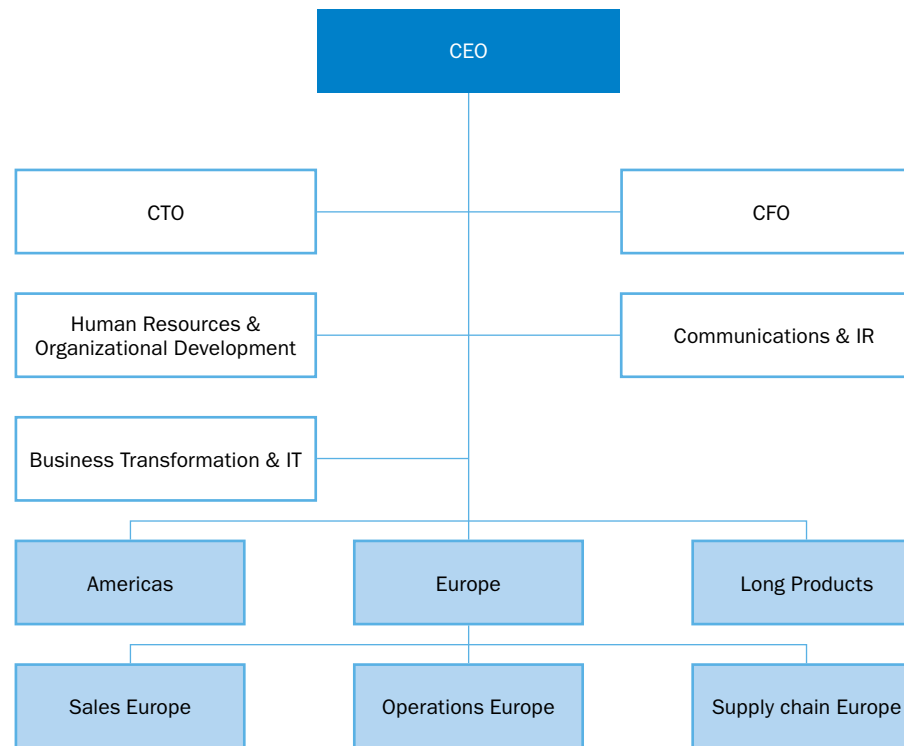 CEO
CTO
CFO
Human Resources &
Organizational Development
Communications & IR
Business Transformation & IT
Americas
Europe
Long Products
Sales Europe
Operations Europe
Supply chain Europe